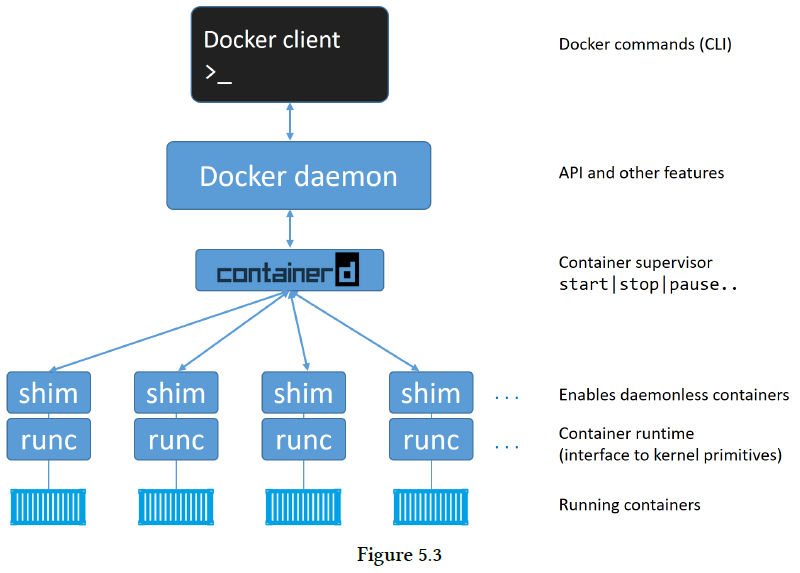 Docker client
>_
Docker commands (CLI)
Docker daemon
API and other features
containerd
Container supervisor
start|stop|pause..
shim shim shim shim ...
Enables daemonless containers
runc runc runc runc ...
Container runtime
(interface to kernel primitives)
Running containers
Figure 5.3